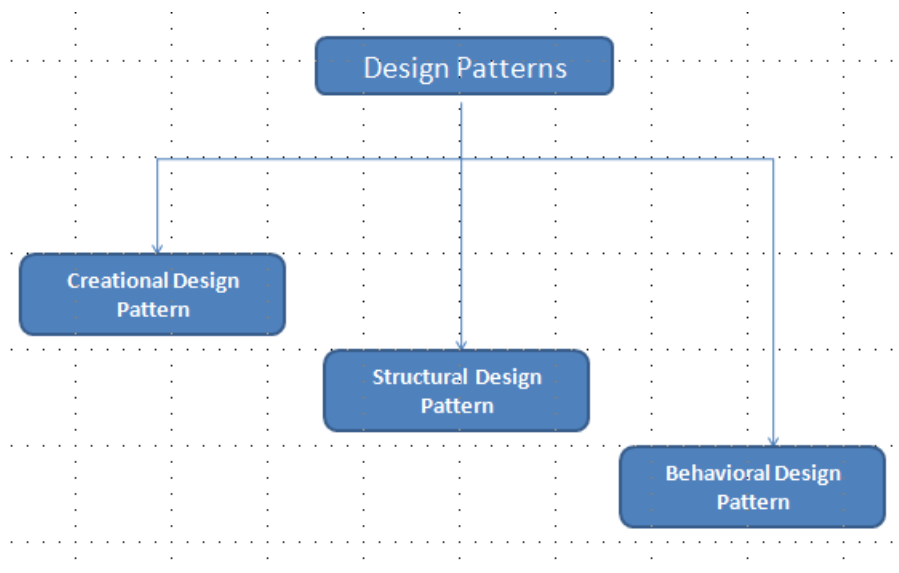 Design Patterns
Creational Design
Pattern
Structural Design
Pattern
Behavioral Design
Pattern